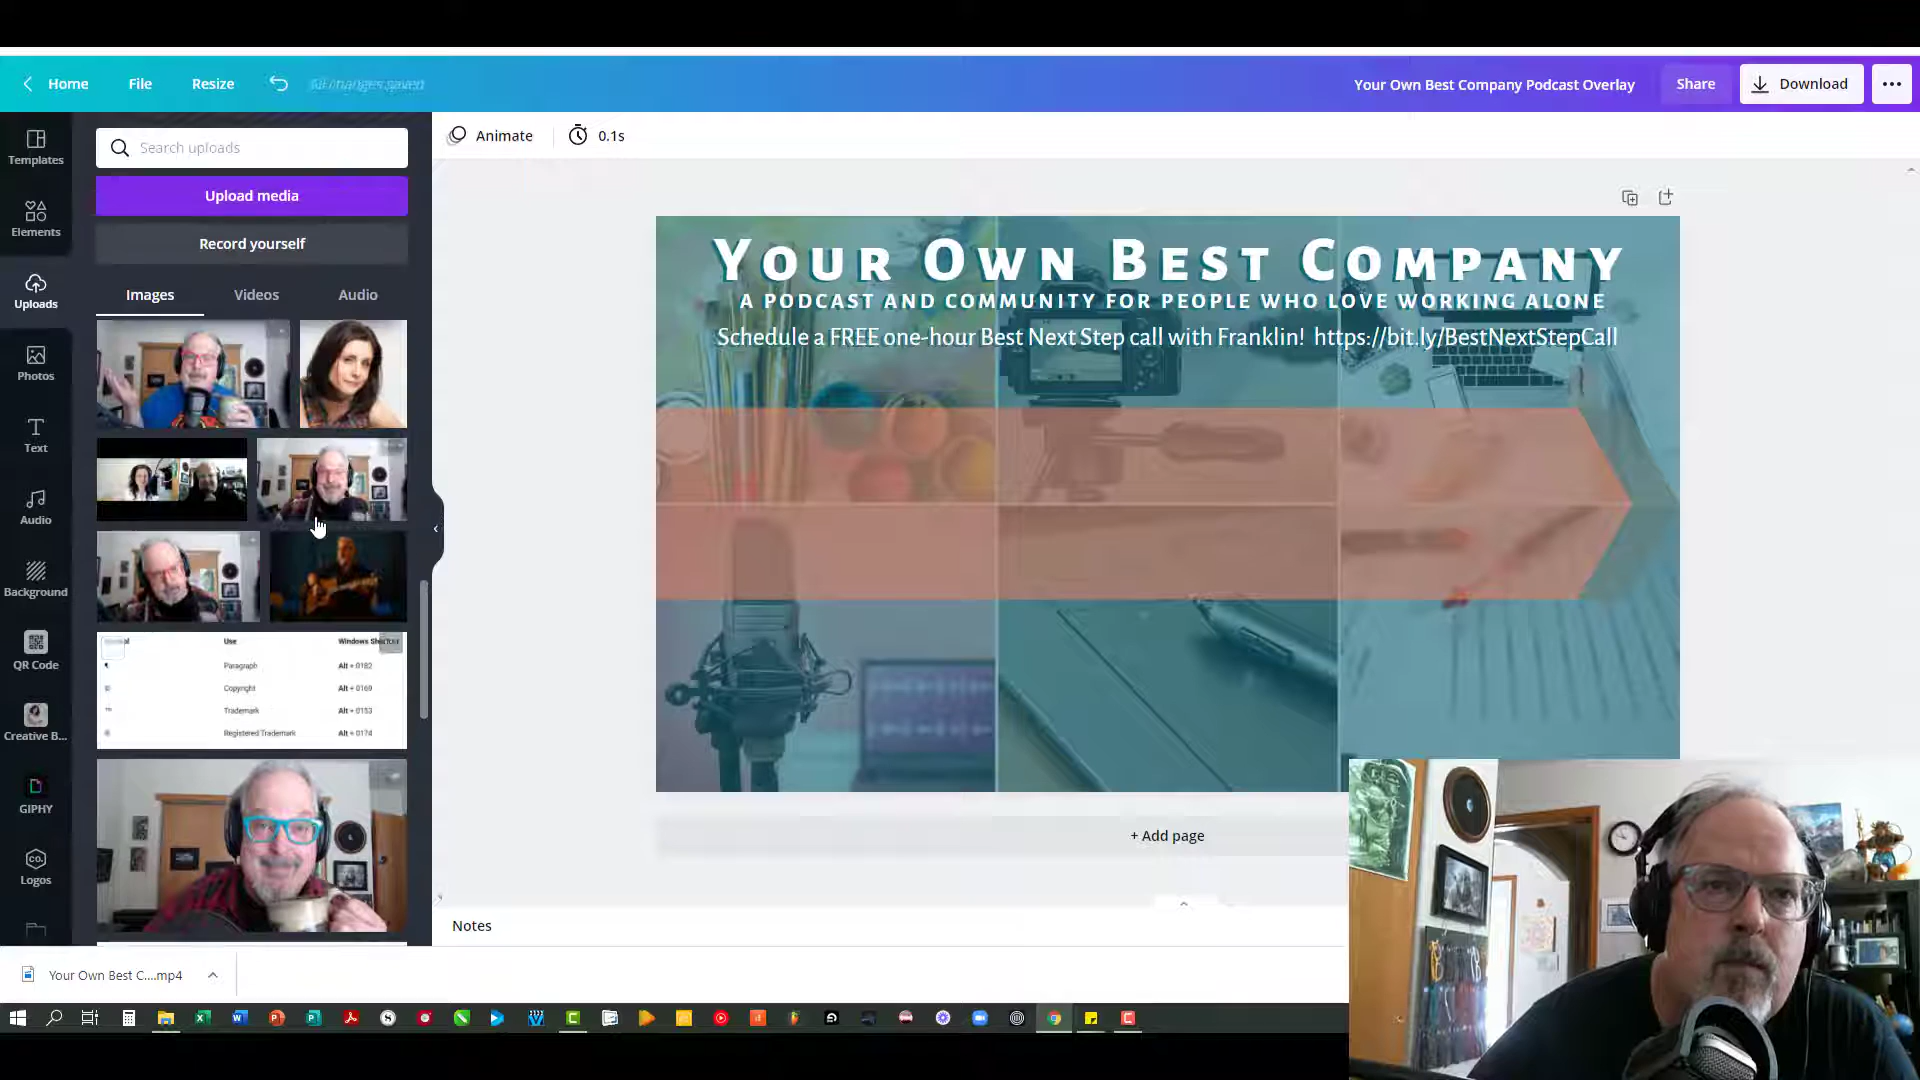 Home
File
Resize
All changes saved
Your Own Best Company Podcast Overlay
Share
Download
Templates
Elements
Uploads
Photos
Text
Audio
Background
QR Code
Creative B...
GIPHY
Logos
Search uploads
Upload media
Record yourself
Images
Videos
Audio
Use
Paragraph
Alt + 0182
Copyright
Alt + 0169
Trademark
Alt + 0153
Registered Trademark
Alt + 0174
Animate
0.1s
YOUR OWN BEST COMPANY
A PODCAST AND COMMUNITY FOR PEOPLE WHO LOVE WORKING ALONE
Schedule a FREE one-hour Best Next Step call with Franklin! https://bit.ly/BestNextStepCall
+ Add page
Notes
Your Own Best C....mp4